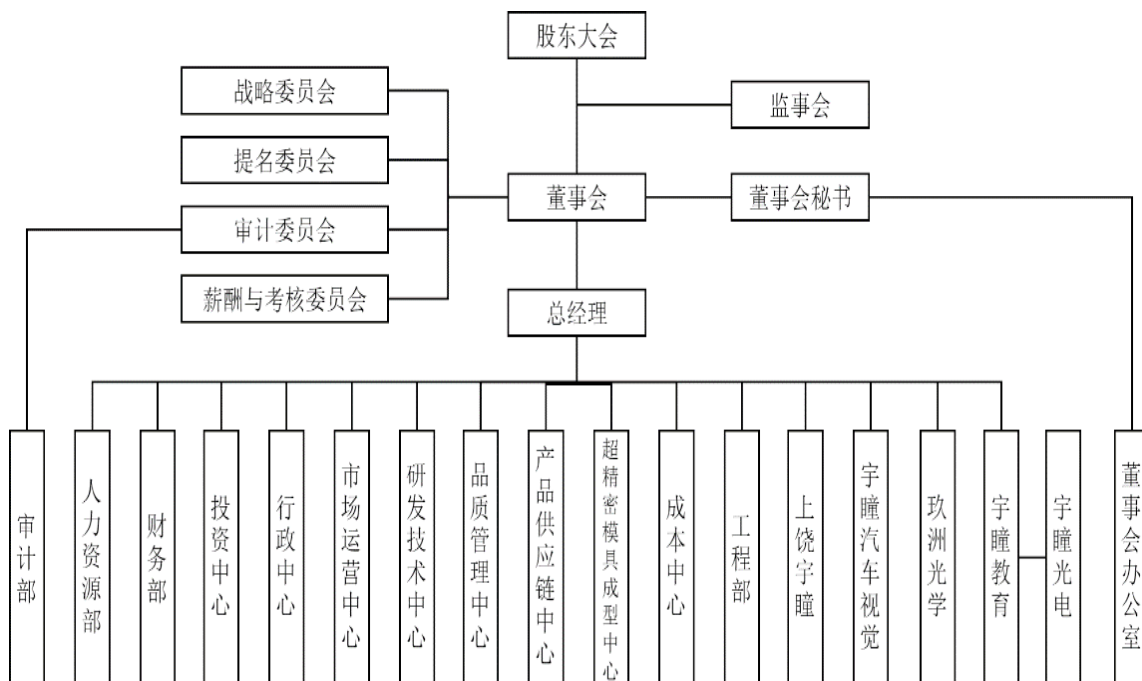 股东大会
战略委员会
监事会
提名委员会
董事会
董事会秘书
审计委员会
薪酬与考核委员会
总经理
审计部
人力资源部
财务部
投资中心
行政中心
市场运营中心
研发技术中心
品质管理中心
产品供应链中心
超精密模具成型中心
成本中心
工程部
上饶宇瞳
宇瞳汽车视觉
玖洲光学
宇瞳教育
宇瞳光电
董事会办公室